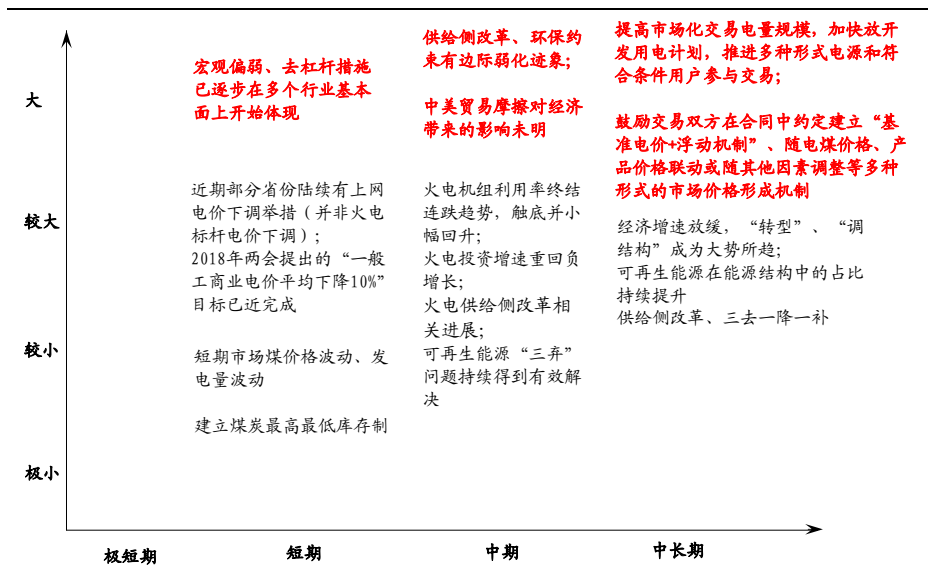 大
较大
较小
极小
宏观偏弱、去杠杆措施
已逐步在多个行业基本
面上开始体现
近期部分省份陆续有上网
电价下调举措(并非火电
标杆电价下调);
2018年两会提出的“一般
工商业电价平均下降10%”
目标已近完成
短期市场煤价格波动、发
电量波动
建立煤炭最高最低库存制
供给侧改革、环保约
束有边际弱化迹象;
中美贸易摩擦对经济
带来的影响未明
火电机组利用率终结
连跌趋势，触底并小
幅回升;
火电投资增速重回负
增长;
火电供给侧改革相
关进展;
可再生能源“三弃”
问题持续得到有效解
决
提高市场化交易电量规模，加快放开
发用电计划，推进多种形式电源和符
合条件用户参与交易;
鼓励交易双方在合同中约定建立“基
准电价+浮动机制”、随电煤价格、产
品价格联动或随其他因素调整等多种
形式的市场价格形成机制
经济增速放缓，“转型”、“调
结构”成为大势所趋;
可再生能源在能源结构中的占比
持续提升
供给侧改革、三去一降一补
极短期
短期
中期
中长期